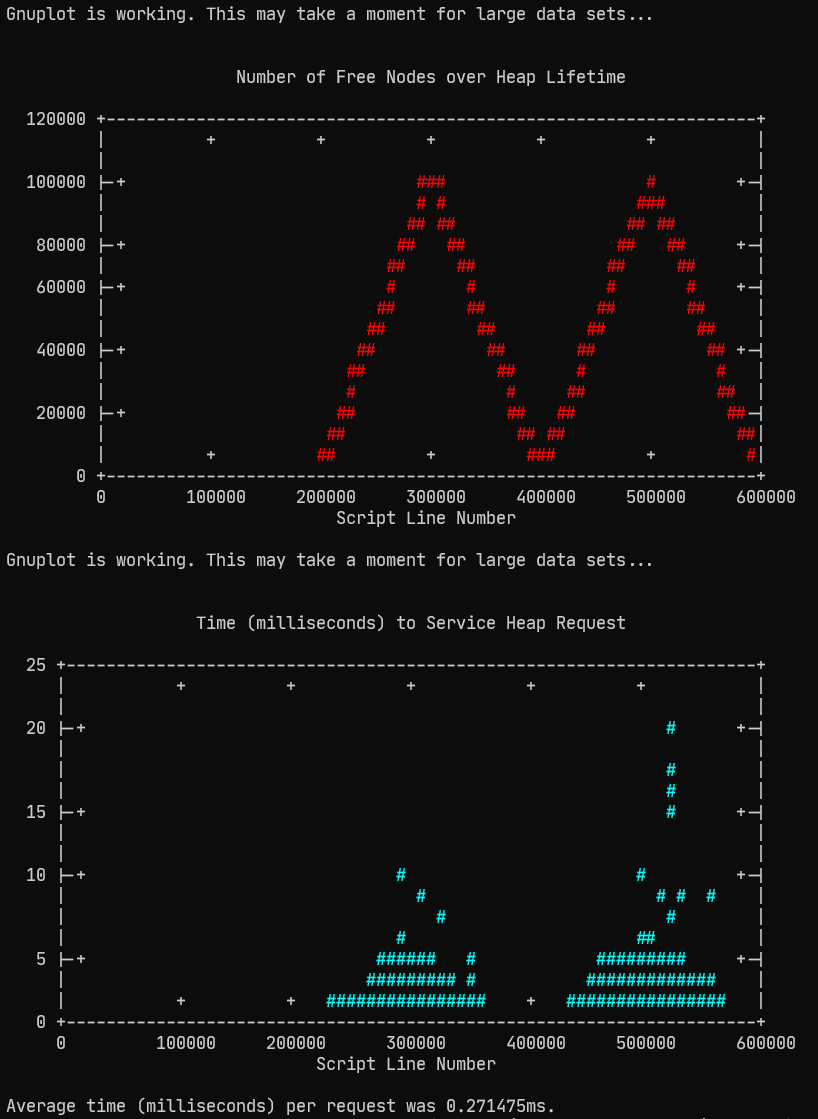 Gnuplot is working. This may take a moment for large data sets...
Number of Free Nodes over Heap Lifetime
120000
100000
80000
60000
40000
20000
0
0 100000 200000 300000 400000 500000 600000
Script Line Number
Gnuplot is working. This may take a moment for large data sets...
Time (milliseconds) to Service Heap Request
25
20
15
10
5
0
0 100000 200000 300000 400000 500000 600000
Script Line Number
Average time (milliseconds) per request was 0.271475ms.